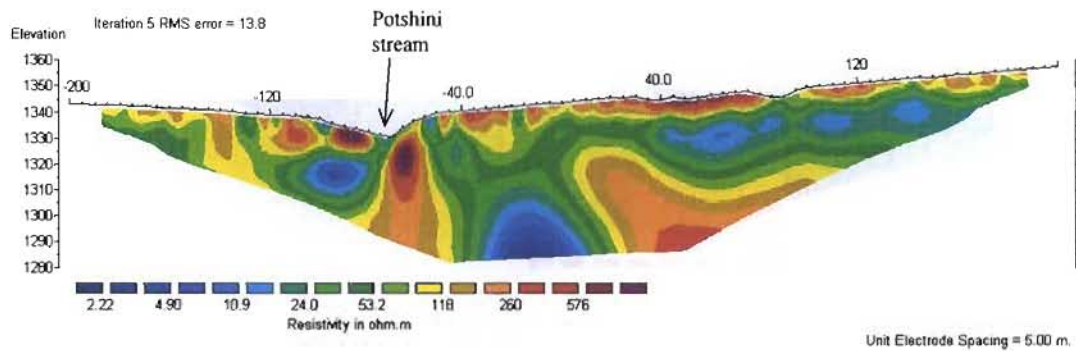 Iteration 5 RMS error = 13.8
Potshini
stream
Elevation
1360
1350
1340
1330
1320
1310
1300
1290
1280
-200
-120
-40.0
40.0
120
2.22 4.90 10.9 24.0 53.2 118 260 576
Resistivity in ohm.m
Unit Electrode Spacing = 5.00 m.